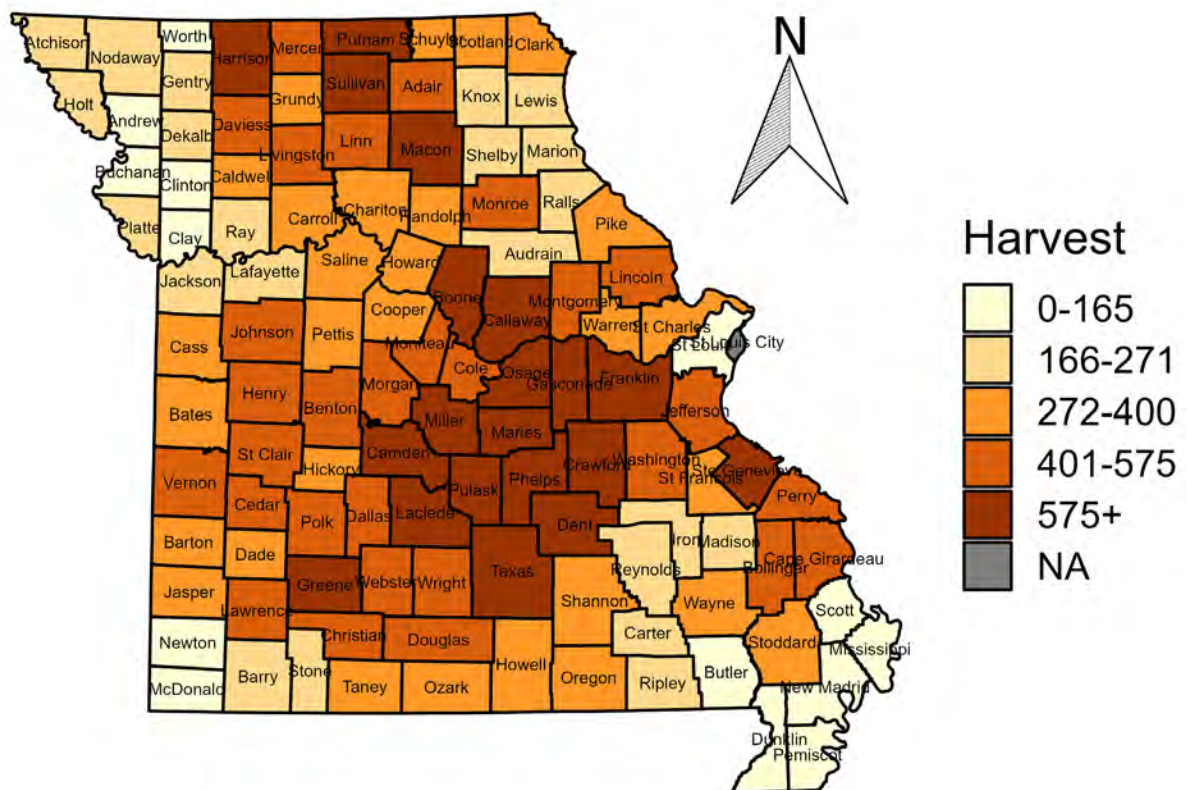 N
Atchison
Nodaway
Worth
Harrison
Mercer
Putnam
Schuyler
Scotland
Clark
Holt
Andrew
Gentry
Dekalb
Daviess
Grundy
Sullivan
Adair
Knox
Lewis
Buchanan
Clinton
Caldwel
Livingston
Linn
Macon
Shelby
Marion
Platte
Clay
Ray
Carroll
Chariton
Randolph
Monroe
Ralls
Pike
Jackson
Lafayette
Saline
Howard
Boone
Audrain
Callaway
Montgomery
Lincoln
Warren
St Charles
St Louis
St Louis City
Cass
Johnson
Pettis
Cooper
Moniteau
Cole
Osage
Gasconade
Franklin
Jefferson
Bates
Henry
Benton
Morgan
Miller
Maries
Crawford
Washington
St Francois
Ste Genevieve
Perry
Vernon
St Clair
Hickory
Camden
Pulask
Phelps
Dent
Iron
Madison
Cedar
Polk
Dallas
Laclede
Texas
Reynolds
Bollinger
Cape Girardeau
Barton
Dade
Greene
Webster
Wright
Shannon
Wayne
Scott
Jasper
Lawrence
Christian
Douglas
Howell
Carter
Stoddard
Mississippi
Newton
Barry
Stone
Taney
Ozark
Oregon
Ripley
Butler
New Madrid
McDonald
Dunklin
Pemiscot
Harvest
0-165
166-271
272-400
401-575
575+
NA